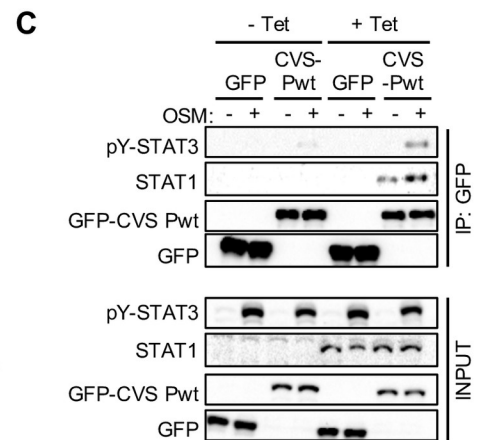 C
- Tet + Tet
CVS- CVS
GFP Pwt GFP -Pwt
OSM: - + - + - + - +
pY-STAT3
STAT1
GFP-CVS Pwt
GFP
IP: GFP
pY-STAT3
STAT1
GFP-CVS Pwt
GFP
INPUT